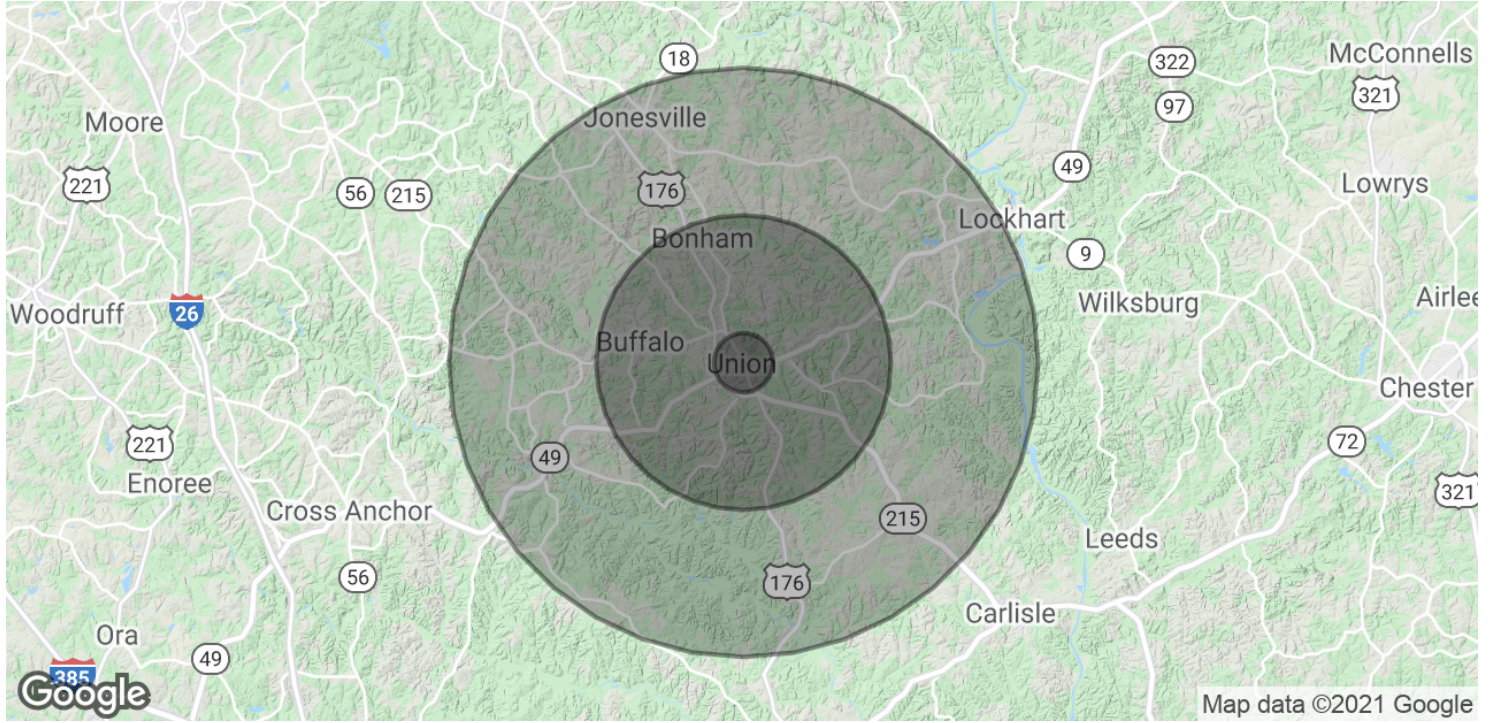 18
McConnells
322
321
Jonesville
97
Moore
49
176
221
56
215
Lowrys
Lockhart
Bonham
9
Airlee
Wilksburg
Woodruff
26
Buffalo
Union
Chester
72
221
49
Enoree
321
Cross Anchor
215
Leeds
56
176
Carlisle
Ora
49
385
Google
Map data ©2021 Google